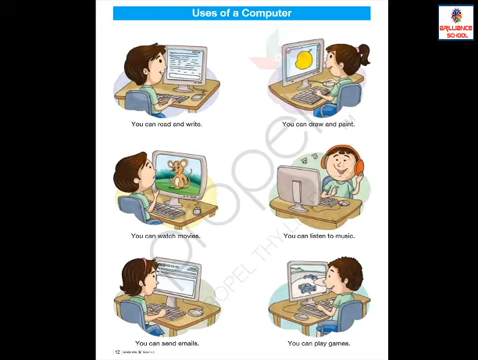 Uses of a Computer
BRILLIANCE
SCHOOL
You can read and write.
You can draw and paint.
You can watch movies.
You can listen to music.
You can send emails.
You can play games.
12